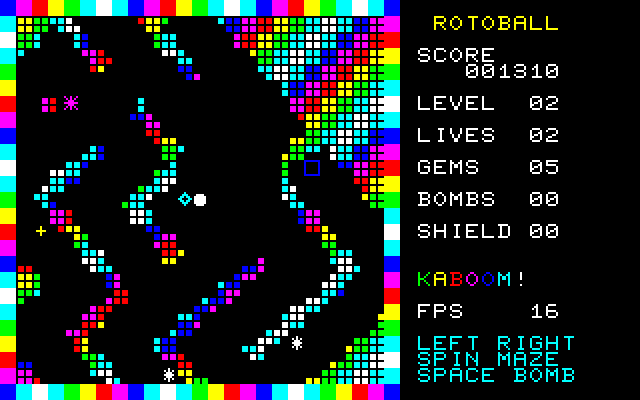 ROTOBALL
SCORE
001310
LEVEL 02
LIVES 02
GEMS 05
BOMBS 00
SHIELD 00
KABOOM!
FPS 16
LEFT RIGHT
SPIN MAZE
SPACE BOMB